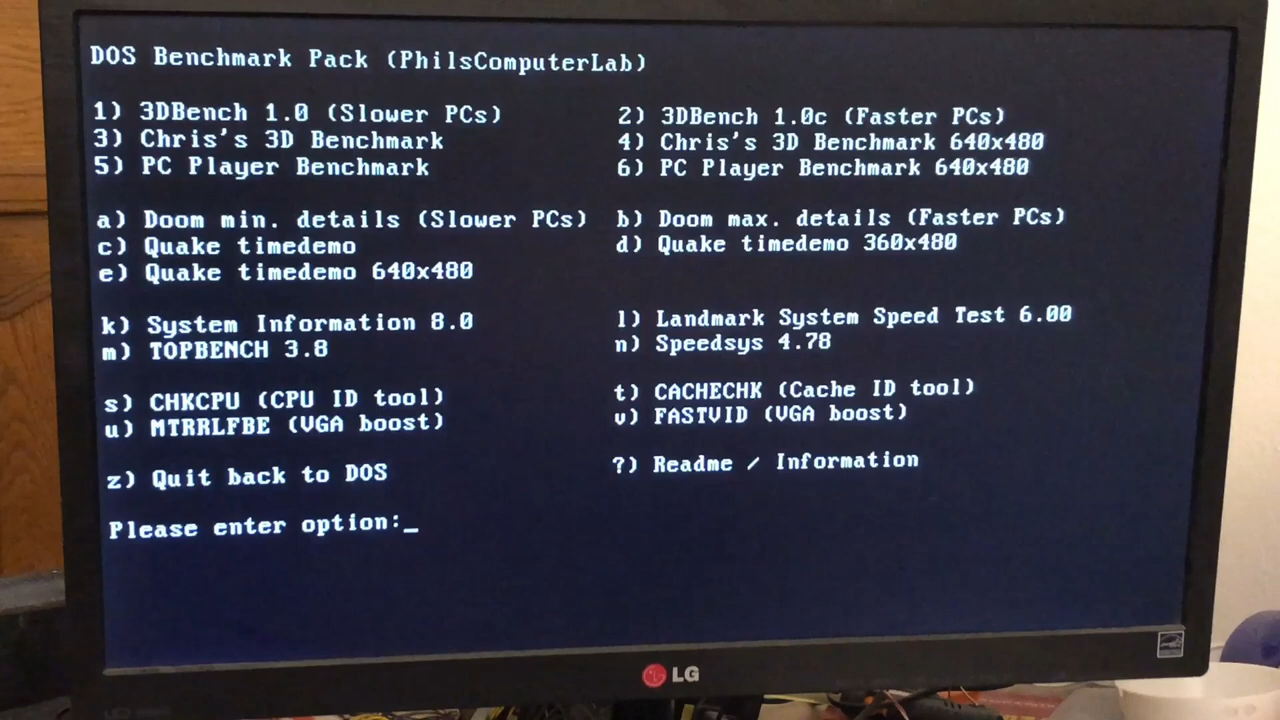 DOS Benchmark Pack (PhilsComputerLab)
1) 3DBench 1.0 (Slower PCs) 2) 3DBench 1.0c (Faster PCs)
3) Chris's 3D Benchmark 4) Chris's 3D Benchmark 640x480
5) PC Player Benchmark 6) PC Player Benchmark 640x480
a) Doom min. details (Slower PCs) b) Doom max. details (Faster PCs)
c) Quake timedemo d) Quake timedemo 360x480
e) Quake timedemo 640x480
k) System Information 8.0 l) Landmark System Speed Test 6.00
m) TOPBENCH 3.8 n) Speedsys 4.78
s) CHKCPU (CPU ID tool) t) CACHECHK (Cache ID tool)
u) MTRRLFBE (VGA boost) v) FASTVID (VGA boost)
z) Quit back to DOS ?) Readme / Information
Please enter option:_
LG